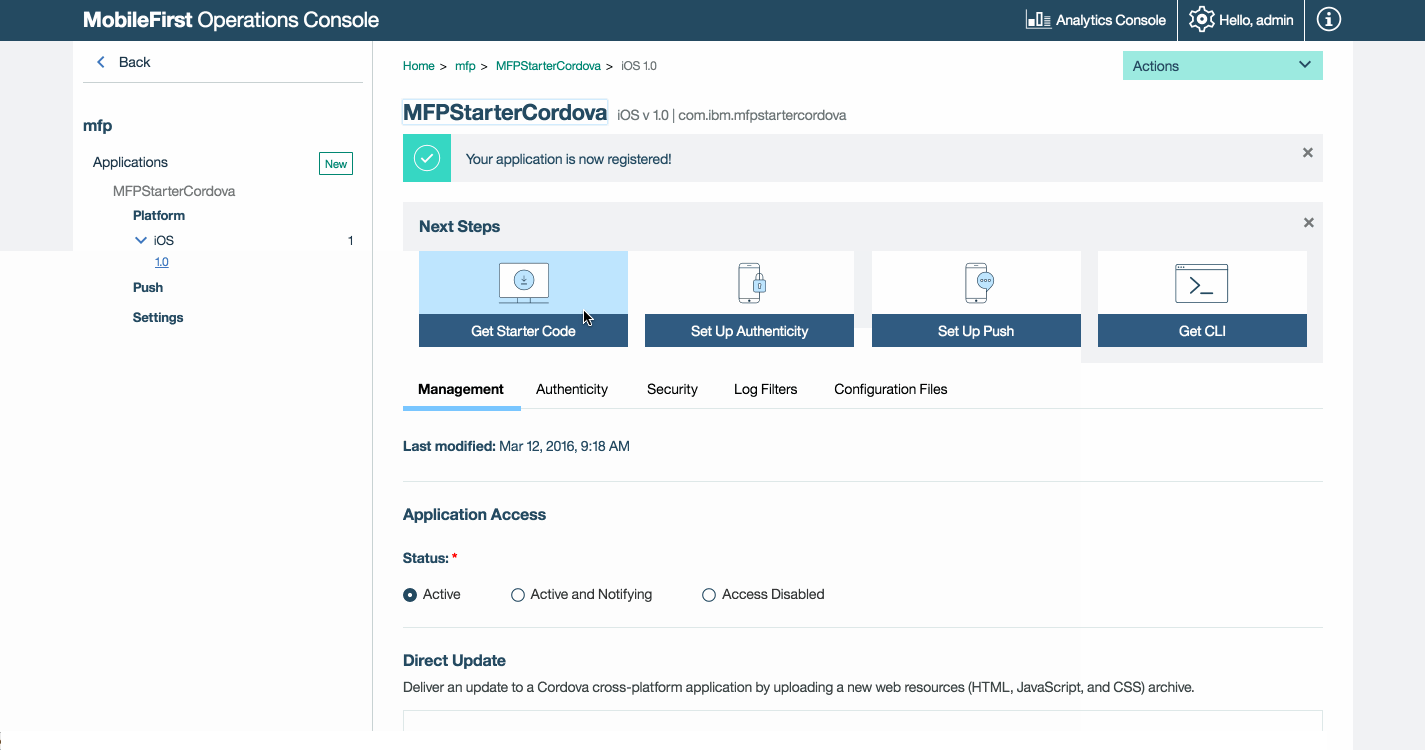 MobileFirst Operations Console
Analytics Console
Hello, admin
Back
mfp
Applications
New
MFPStarterCordova
Platform
iOS
1
1.0
Push
Settings
Home > mfp > MFPStarterCordova > iOS 1.0
Actions
MFPStarterCordova iOS v 1.0 | com.ibm.mfpstartercordova
Your application is now registered!
Next Steps
Get Starter Code
Set Up Authenticity
Set Up Push
Get CLI
Management
Authenticity
Security
Log Filters
Configuration Files
Last modified: Mar 12, 2016, 9:18 AM
Application Access
Status: *
Active
Active and Notifying
Access Disabled
Direct Update
Deliver an update to a Cordova cross-platform application by uploading a new web resources (HTML, JavaScript, and CSS) archive.